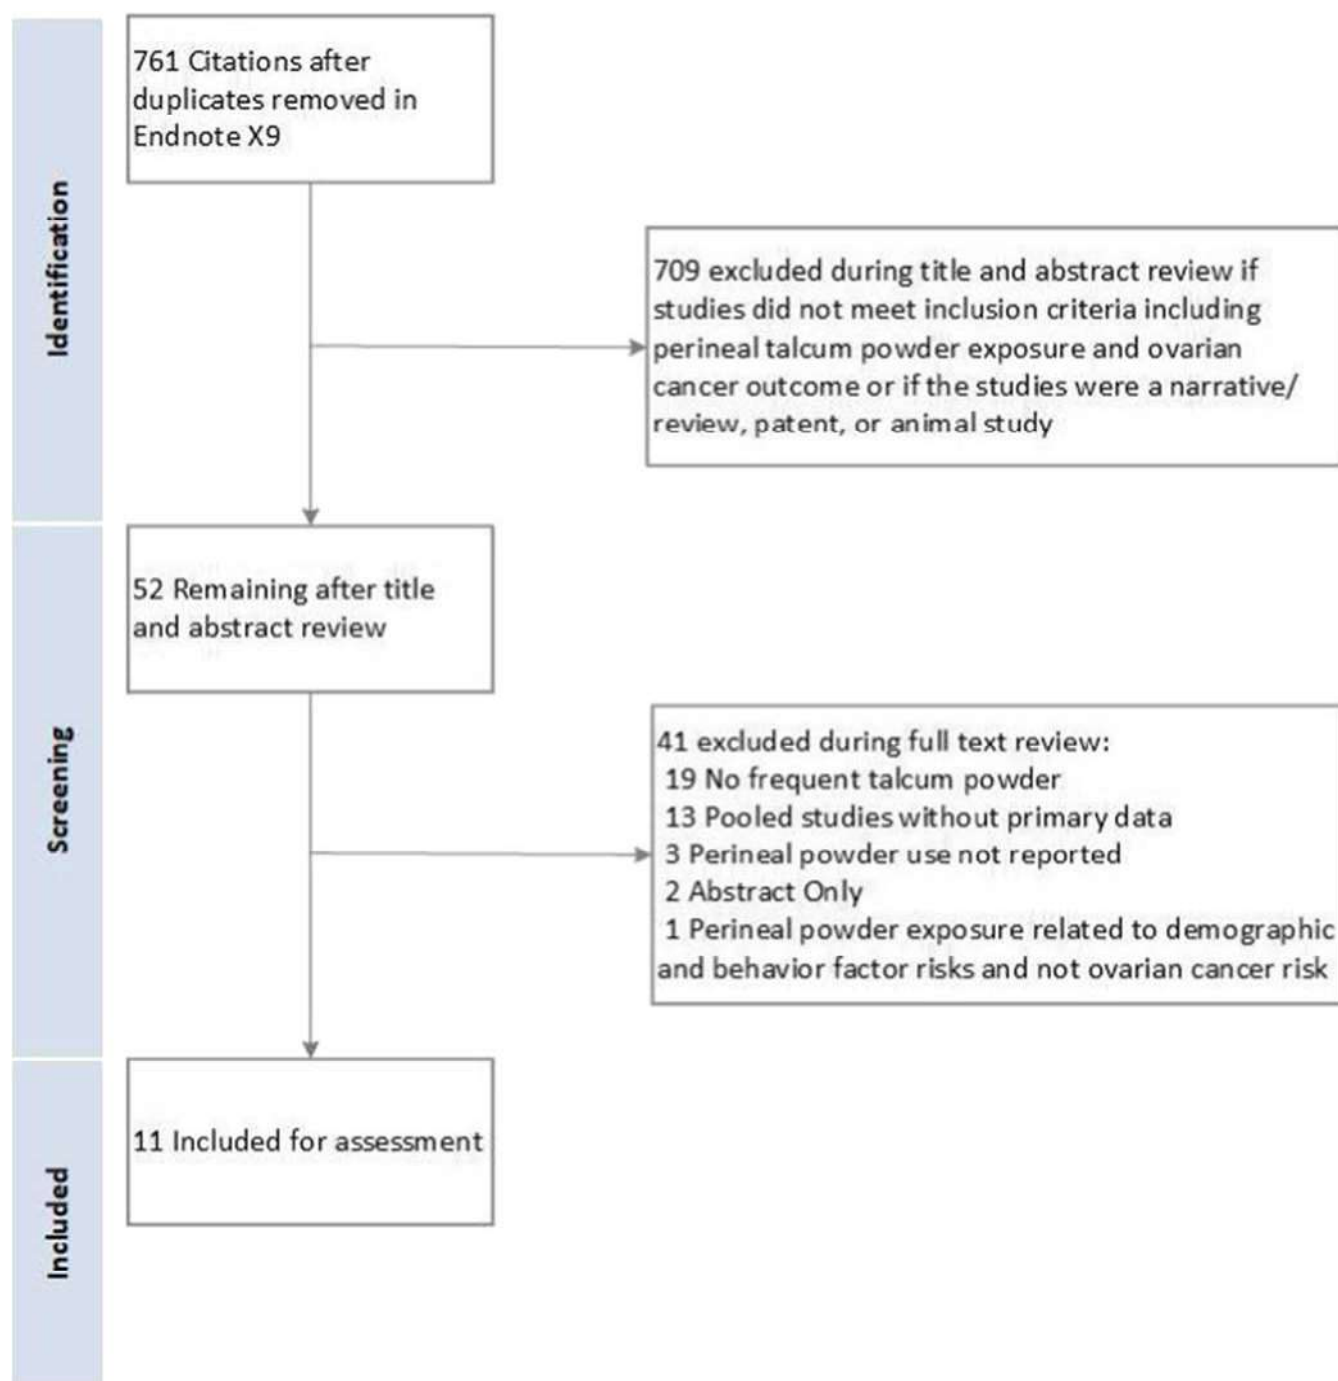 Identification
761 Citations after
duplicates removed in
Endnote X9
709 excluded during title and abstract review if
studies did not meet inclusion criteria including
perineal talcum powder exposure and ovarian
cancer outcome or if the studies were a narrative/
review, patent, or animal study
Screening
52 Remaining after title
and abstract review
41 excluded during full text review:
19 No frequent talcum powder
13 Pooled studies without primary data
3 Perineal powder use not reported
2 Abstract Only
1 Perineal powder exposure related to demographic
and behavior factor risks and not ovarian cancer risk
Included
11 Included for assessment